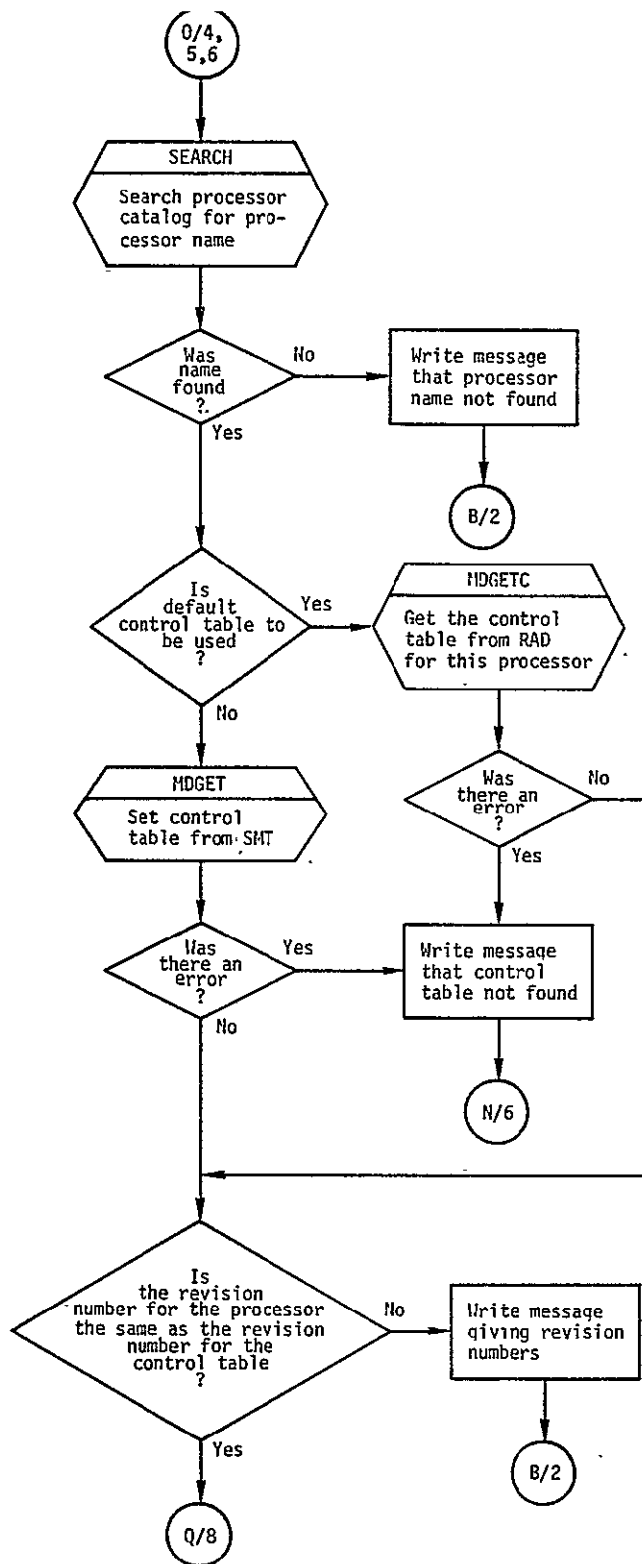 O/4,
5,6
SEARCH
Search processor
catalog for pro-
cessor name
Was
name
found
?
No
Yes
Write message
that processor
name not found
B/2
Is
default
control table to
be used
?
Yes
No
MDGETC
Get the control
table from RAD
for this processor
MDGET
Set control
table from SMT
Was
there an
error
?
No
Yes
Was
there an
error
?
Yes
No
Write message
that control
table not found
N/6
Is
the revision
number for the processor
the same as the revision
number for the
control table
?
No
Yes
Write message
giving revision
numbers
B/2
Q/8